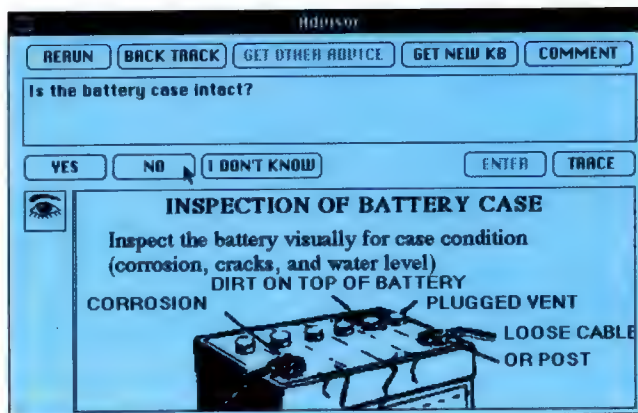 Advisor
RERUN BACK TRACK GET OTHER ADVICE GET NEW KB COMMENT
Is the battery case intact?
YES NO I DON'T KNOW ENTER TRACE
INSPECTION OF BATTERY CASE
Inspect the battery visually for case condition
(corrosion, cracks, and water level)
DIRT ON TOP OF BATTERY
CORROSION PLUGGED VENT
LOOSE CABLE
OR POST